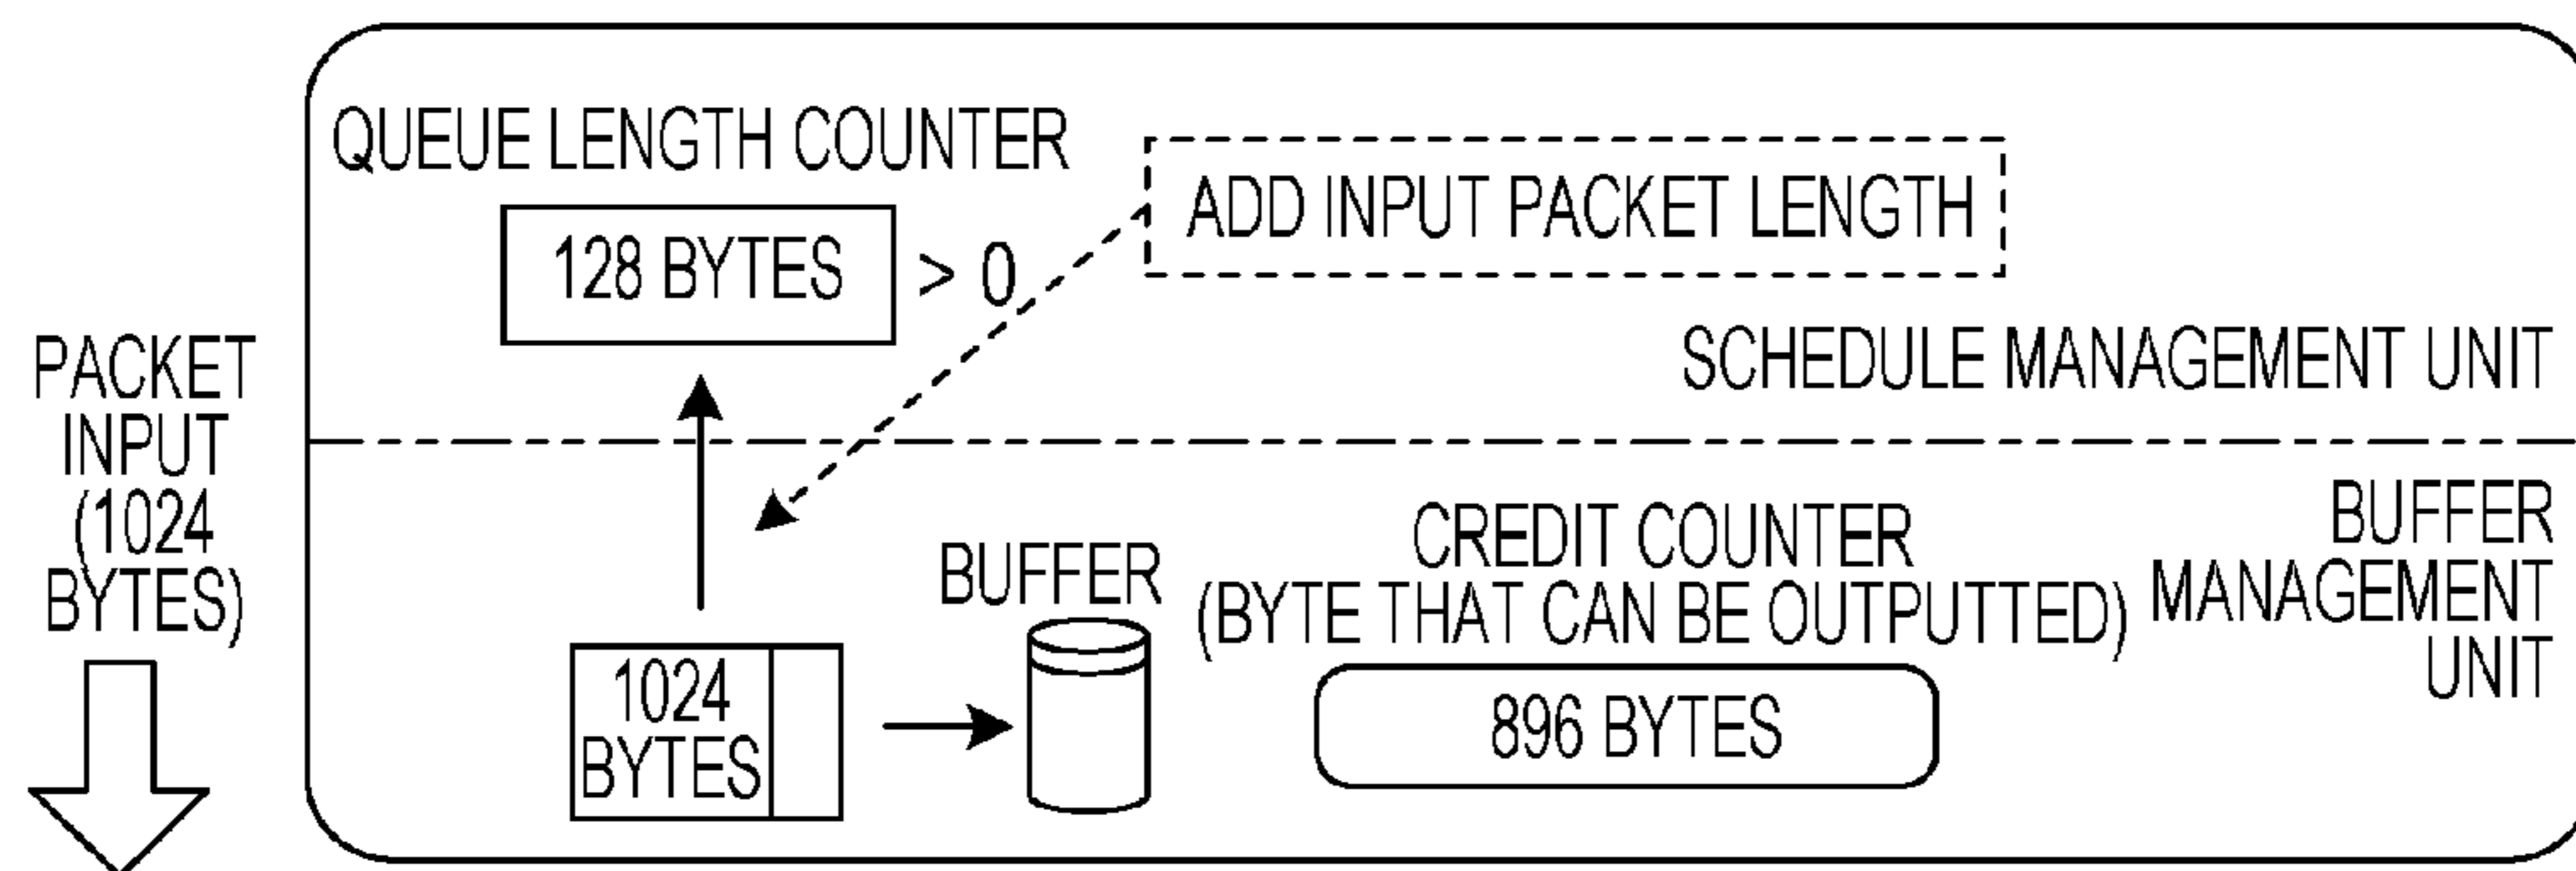 QUEUE LENGTH COUNTER
128 BYTES
> 0
ADD INPUT PACKET LENGTH
SCHEDULE MANAGEMENT UNIT
PACKET
INPUT
(1024
BYTES)
1024
BYTES
BUFFER
CREDIT COUNTER
(BYTE THAT CAN BE OUTPUTTED)
896 BYTES
BUFFER
MANAGEMENT
UNIT